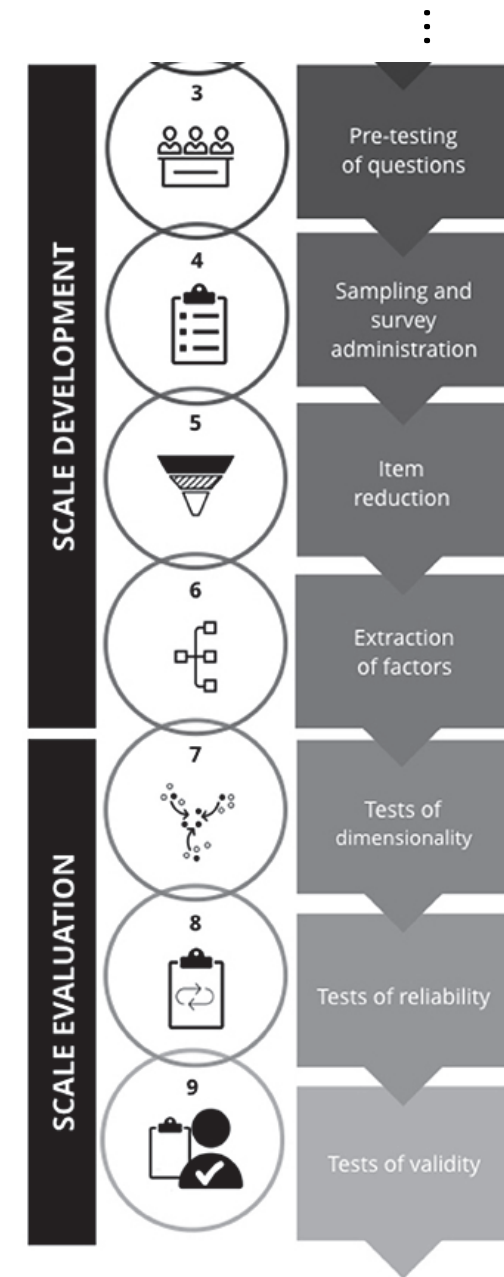 SCALE DEVELOPMENT
3
Pre-testing
of questions
4
Sampling and
survey
administration
5
Item
reduction
6
Extraction
of factors
SCALE EVALUATION
7
Tests of
dimensionality
8
Tests of reliability
9
Tests of validity